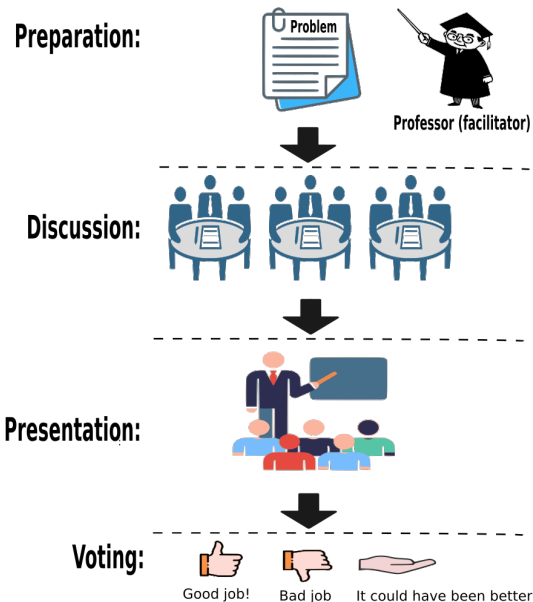 Preparation:
Problem
Professor (facilitator)
Discussion:
Presentation:
Voting:
Good job!
Bad job
It could have been better